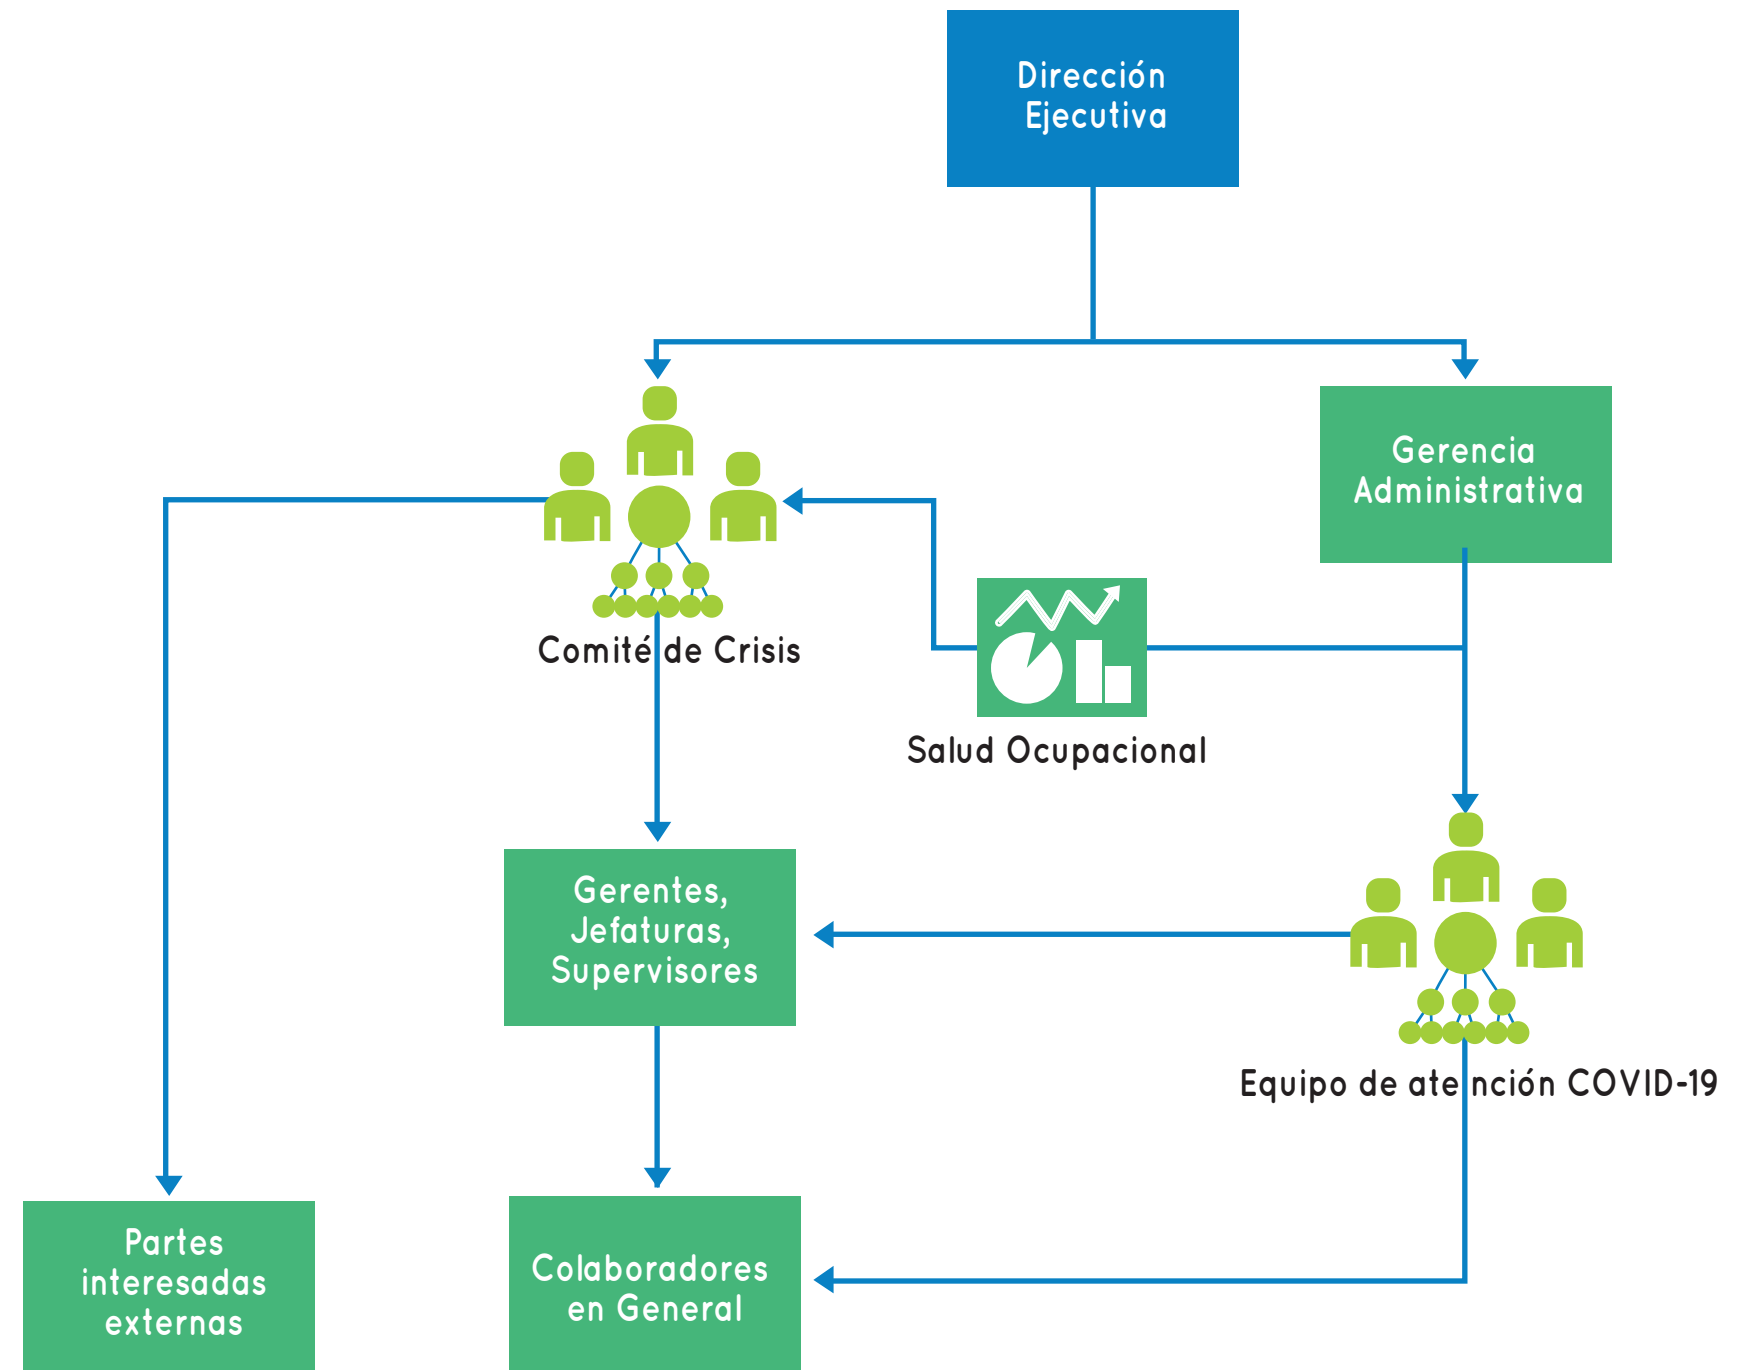 Dirección
Ejecutiva
Gerencia
Administrativa
Comité de Crisis
Salud Ocupacional
Gerentes,
Jefaturas,
Supervisores
Equipo de atención COVID-19
Partes
interesadas
externas
Colaboradores
en General